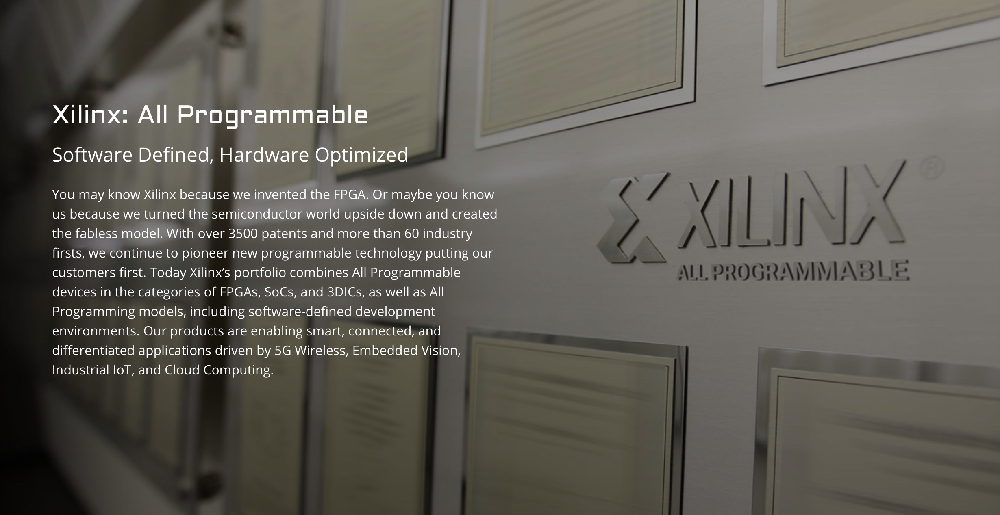 Xilinx: All Programmable
Software Defined, Hardware Optimized
You may know Xilinx because we invented the FPGA. Or maybe you know
us because we turned the semiconductor world upside down and created
the fabless model. With over 3500 patents and more than 60 industry
firsts, we continue to pioneer new programmable technology putting our
customers first. Today Xilinx’s portfolio combines All Programmable
devices in the categories of FPGAs, SoCs, and 3DICs, as well as All
Programming models, including software-defined development
environments. Our products are enabling smart, connected, and
differentiated applications driven by 5G Wireless, Embedded Vision,
Industrial IoT, and Cloud Computing.
XILINX®
ALL PROGRAMMABLE